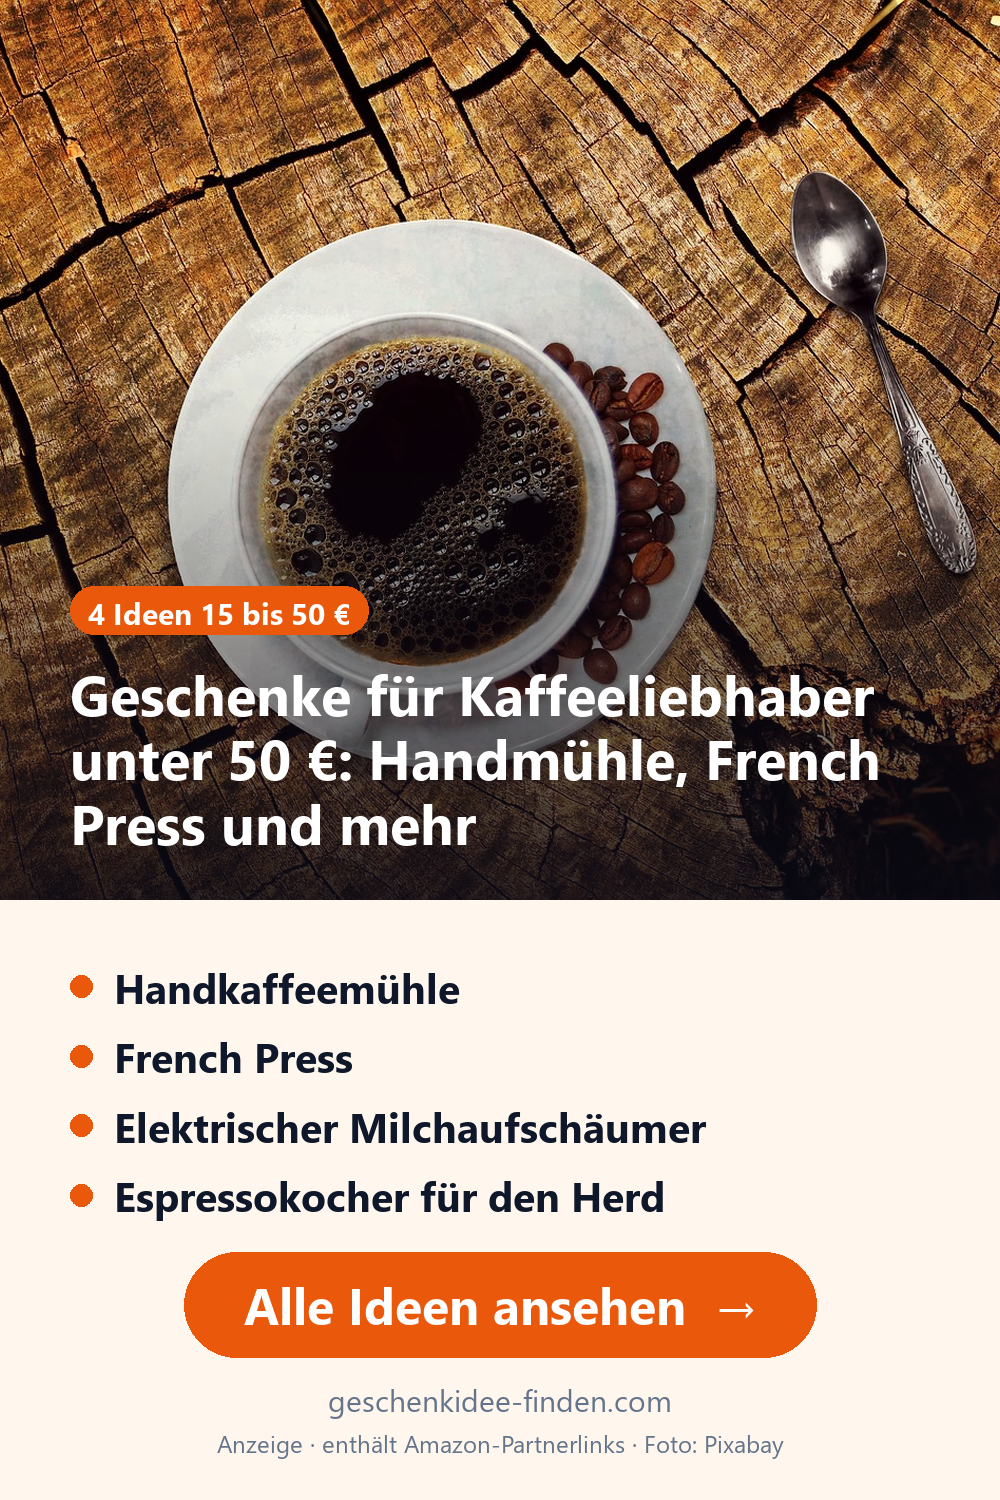 4 Ideen 15 bis 50 €
Geschenke für Kaffeeliebhaber
unter 50 €: Handmühle, French
Press und mehr
Handkaffeemühle
French Press
Elektrischer Milchaufschäumer
Espressokocher für den Herd
Alle Ideen ansehen →
geschenkidee-finden.com
Anzeige · enthält Amazon-Partnerlinks · Foto: Pixabay